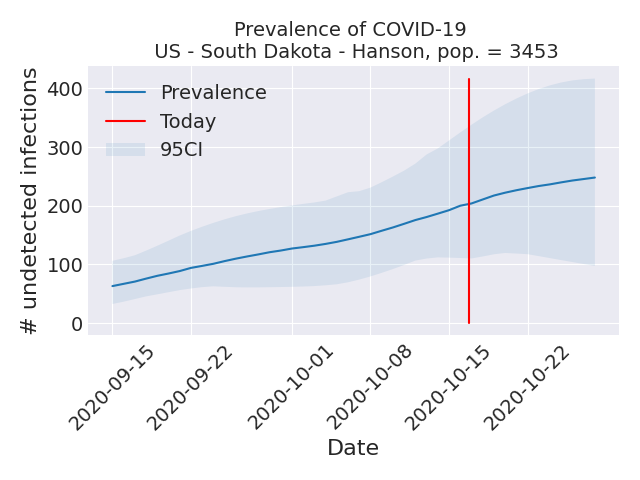 Prevalence of COVID-19
US - South Dakota - Hanson, pop. = 3453
# undetected infections
400
300
200
100
0
Prevalence
Today
95CI
2020-09-15
2020-09-22
2020-10-01
2020-10-08
2020-10-15
2020-10-22
Date